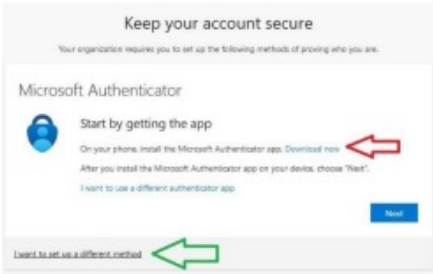 Keep your account secure
Your organization requires you to set up the following methods of proving who you are.
Microsoft Authenticator
Start by getting the app
On your phone, install the Microsoft Authenticator app. Download now
After you install the Microsoft Authenticator app on your device, choose "Next".
I want to use a different authenticator app
Next
I want to set up a different method